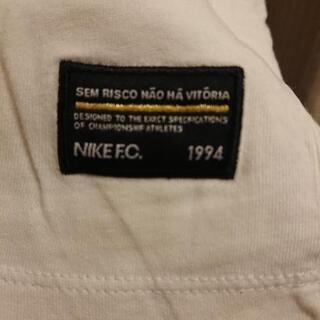 SEM RISCO NÃO HÁ VITÓRIA
DESIGNED TO THE EXACT SPECIFICATIONS
OF CHAMPIONSHIP ATHLETES
NIKE F.C. 1994